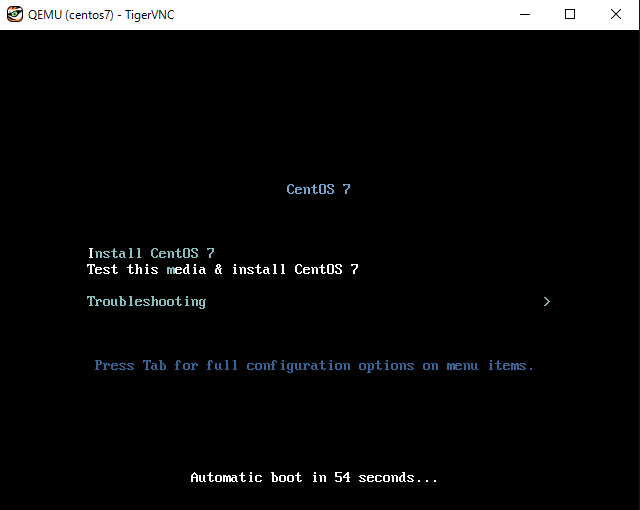 QEMU (centos7) - TigerVNC
CentOS 7
Install CentOS 7
Test this media & install CentOS 7
Troubleshooting >
Press Tab for full configuration options on menu items.
Automatic boot in 54 seconds...